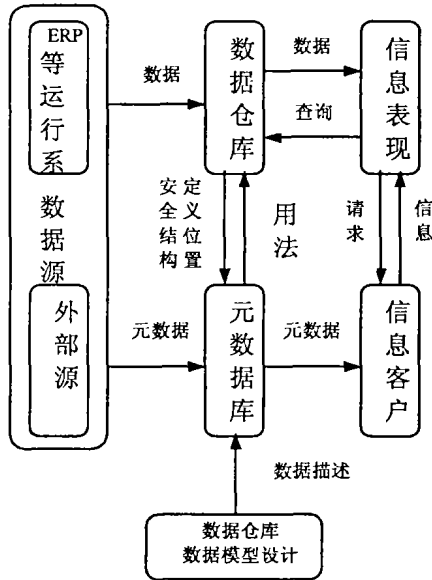 ERP
等运行系
数据源
外部源
数据
数据仓库
数据
查询
信息表现
安全结构
定义位置
用法
请求
信息
元数据
元数据库
元数据
信息客户
数据描述
数据仓库
数据模型设计